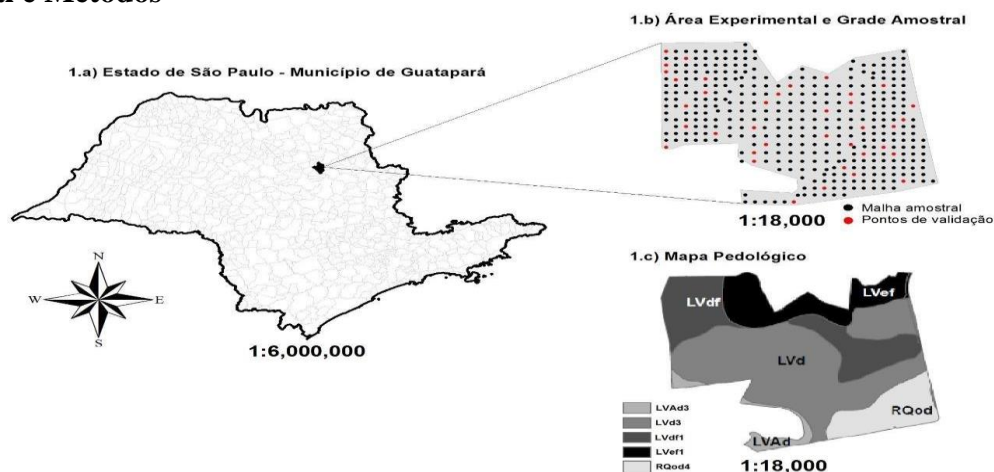 e Métodos
1.b) Área Experimental e Grade Amostral
1.a) Estado de São Paulo - Município de Guatapará
1:18,000
Malha amostral
Pontos de validação
1.c) Mapa Pedológico
N
W
E
S
1:6,000,000
LVdf
LVef
LVd
RQod
LVAd
LVAd3
LVd3
LVdf1
LVef1
RQod4
1:18,000